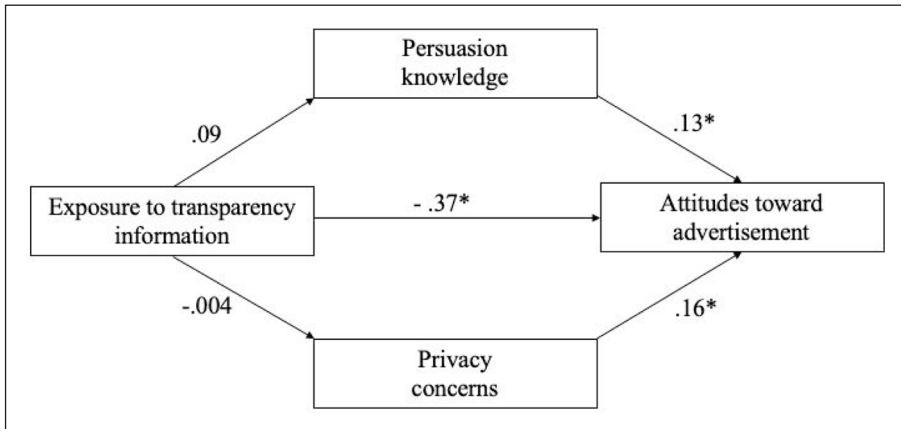 Persuasion
knowledge
.09
.13*
Exposure to transparency
information
- .37*
Attitudes toward
advertisement
-.004
.16*
Privacy
concerns